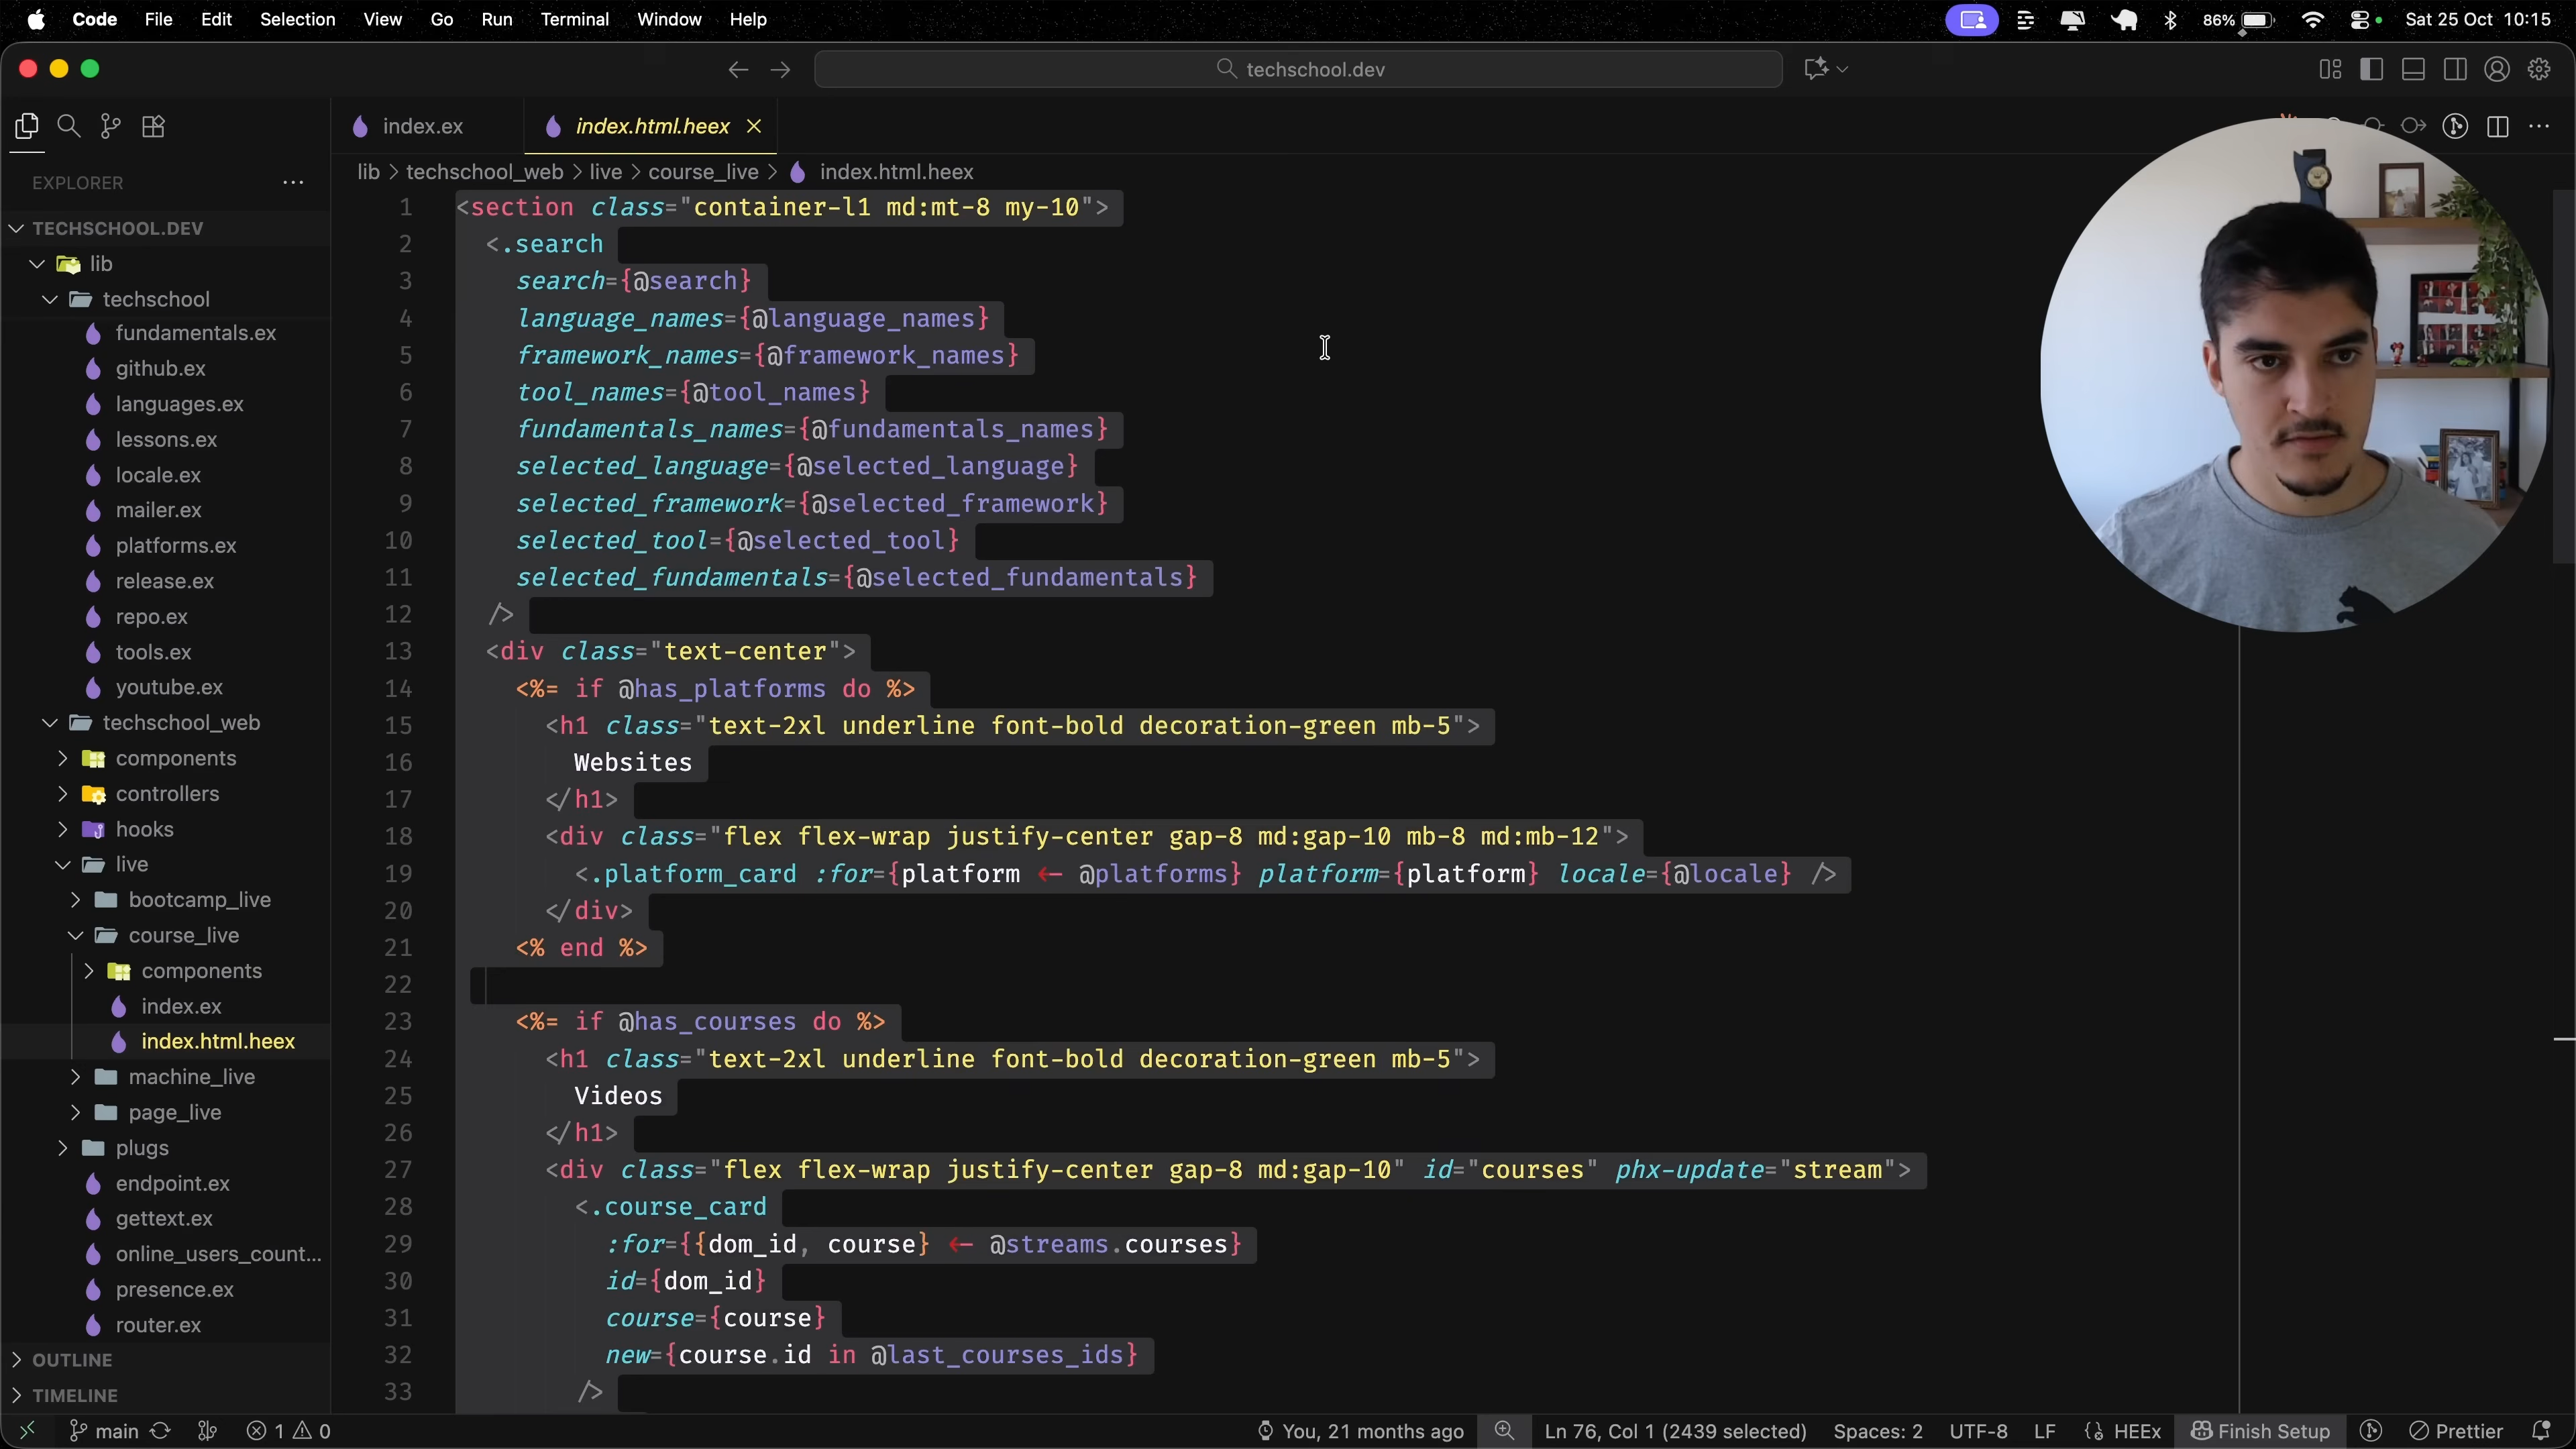 Code File Edit Selection View Go Run Terminal Window Help 86% Sat 25 Oct 10:15
techschool.dev
index.ex index.html.heex
EXPLORER
lib > techschool_web > live > course_live > index.html.heex
TECHSCHOOL.DEV
lib
techschool
fundamentals.ex
github.ex
languages.ex
lessons.ex
locale.ex
mailer.ex
platforms.ex
release.ex
repo.ex
tools.ex
youtube.ex
techschool_web
components
controllers
hooks
live
bootcamp_live
course_live
components
index.ex
index.html.heex
machine_live
page_live
plugs
endpoint.ex
gettext.ex
online_users_count...
presence.ex
router.ex
OUTLINE
TIMELINE
1 <section class="container-l1 md:mt-8 my-10">
2 <.search
3 search={@search}
4 language_names={@language_names}
5 framework_names={@framework_names}
6 tool_names={@tool_names}
7 fundamentals_names={@fundamentals_names}
8 selected_language={@selected_language}
9 selected_framework={@selected_framework}
10 selected_tool={@selected_tool}
11 selected_fundamentals={@selected_fundamentals}
12 />
13 <div class="text-center">
14 <%= if @has_platforms do %>
15 <h1 class="text-2xl underline font-bold decoration-green mb-5">
16 Websites
17 </h1>
18 <div class="flex flex-wrap justify-center gap-8 md:gap-10 mb-8 md:mb-12">
19 <.platform_card :for={platform <- @platforms} platform={platform} locale={@locale} />
20 </div>
21 <% end %>
22
23 <%= if @has_courses do %>
24 <h1 class="text-2xl underline font-bold decoration-green mb-5">
25 Videos
26 </h1>
27 <div class="flex flex-wrap justify-center gap-8 md:gap-10" id="courses" phx-update="stream">
28 <.course_card
29 :for={{dom_id, course} <- @streams.courses}
30 id={dom_id}
31 course={course}
32 new={course.id in @last_courses_ids}
33 />
main 1 0 You, 21 months ago Ln 76, Col 1 (2439 selected) Spaces: 2 UTF-8 LF HEEx Finish Setup Prettier